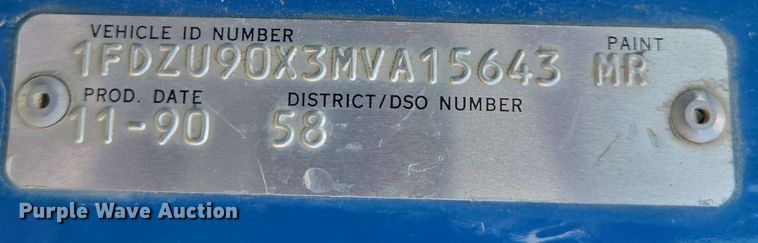 VEHICLE ID NUMBER PAINT
1FDZU90X3MVA15643 MR
PROD. DATE DISTRICT/DSO NUMBER
11-90 58
Purple Wave Auction